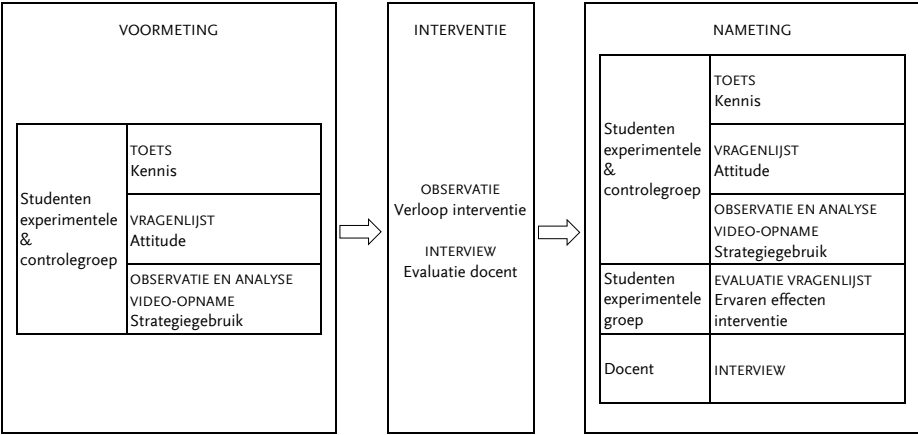 VOORMETING
Studenten
experimentele
&
controlegroep
TOETS
Kennis
VRAGENLIJST
Attitude
OBSERVATIE EN ANALYSE
VIDEO-OPNAME
Strategiegebruik
INTERVENTIE
OBSERVATIE
Verloop interventie
INTERVIEW
Evaluatie docent
NAMETING
Studenten
experimentele
&
controlegroep
TOETS
Kennis
VRAGENLIJST
Attitude
OBSERVATIE EN ANALYSE
VIDEO-OPNAME
Strategiegebruik
Studenten
experimentele
groep
EVALUATIE VRAGENLIJST
Ervaren effecten
interventie
Docent
INTERVIEW